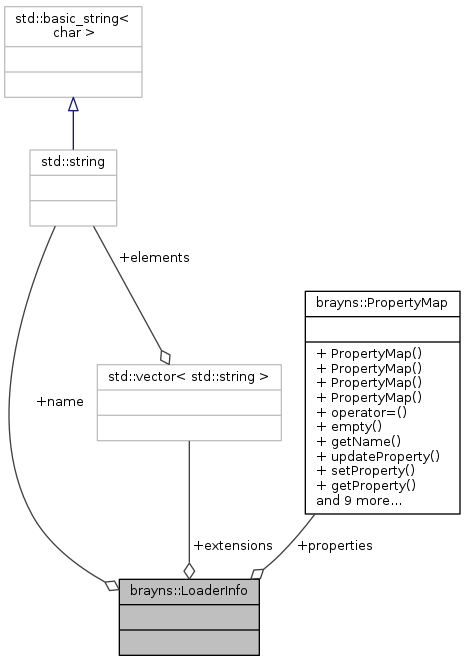 std::basic_string<
char >
std::string
+elements
brayns::PropertyMap
+ PropertyMap()
+ PropertyMap()
+ PropertyMap()
+ PropertyMap()
+ operator=()
+ empty()
+ getName()
+ updateProperty()
+ setProperty()
+ getProperty()
and 9 more...
std::vector< std::string >
+name
+extensions
+properties
brayns::LoaderInfo